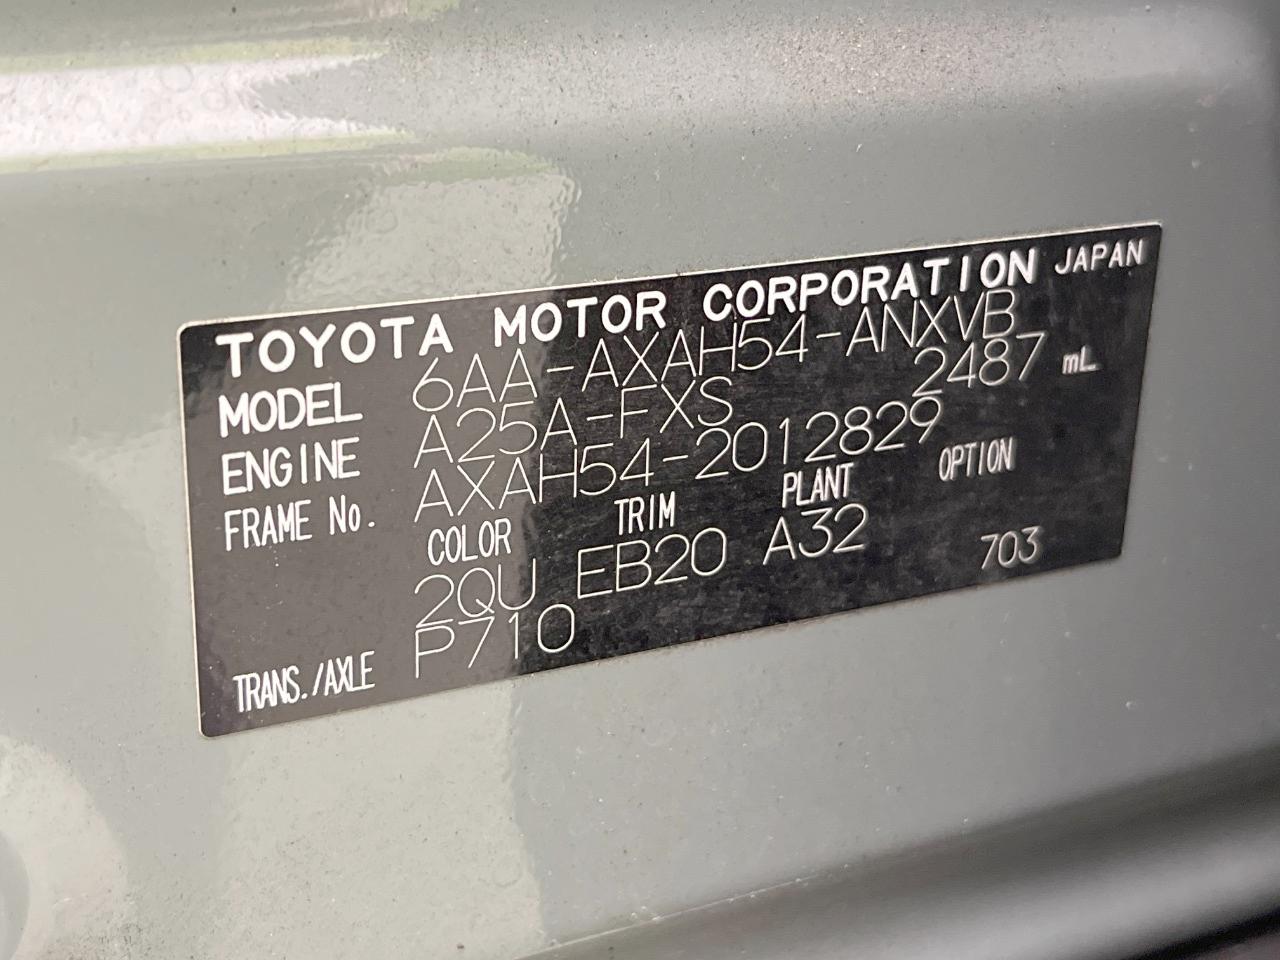 TOYOTA MOTOR CORPORATION JAPAN
MODEL 6AA-AXAH54-ANXVB
ENGINE A25A-FXS 2487 mL
FRAME No. AXAH54-2012829
COLOR TRIM PLANT OPTION
2QU EB20 A32 703
TRANS./AXLE P710